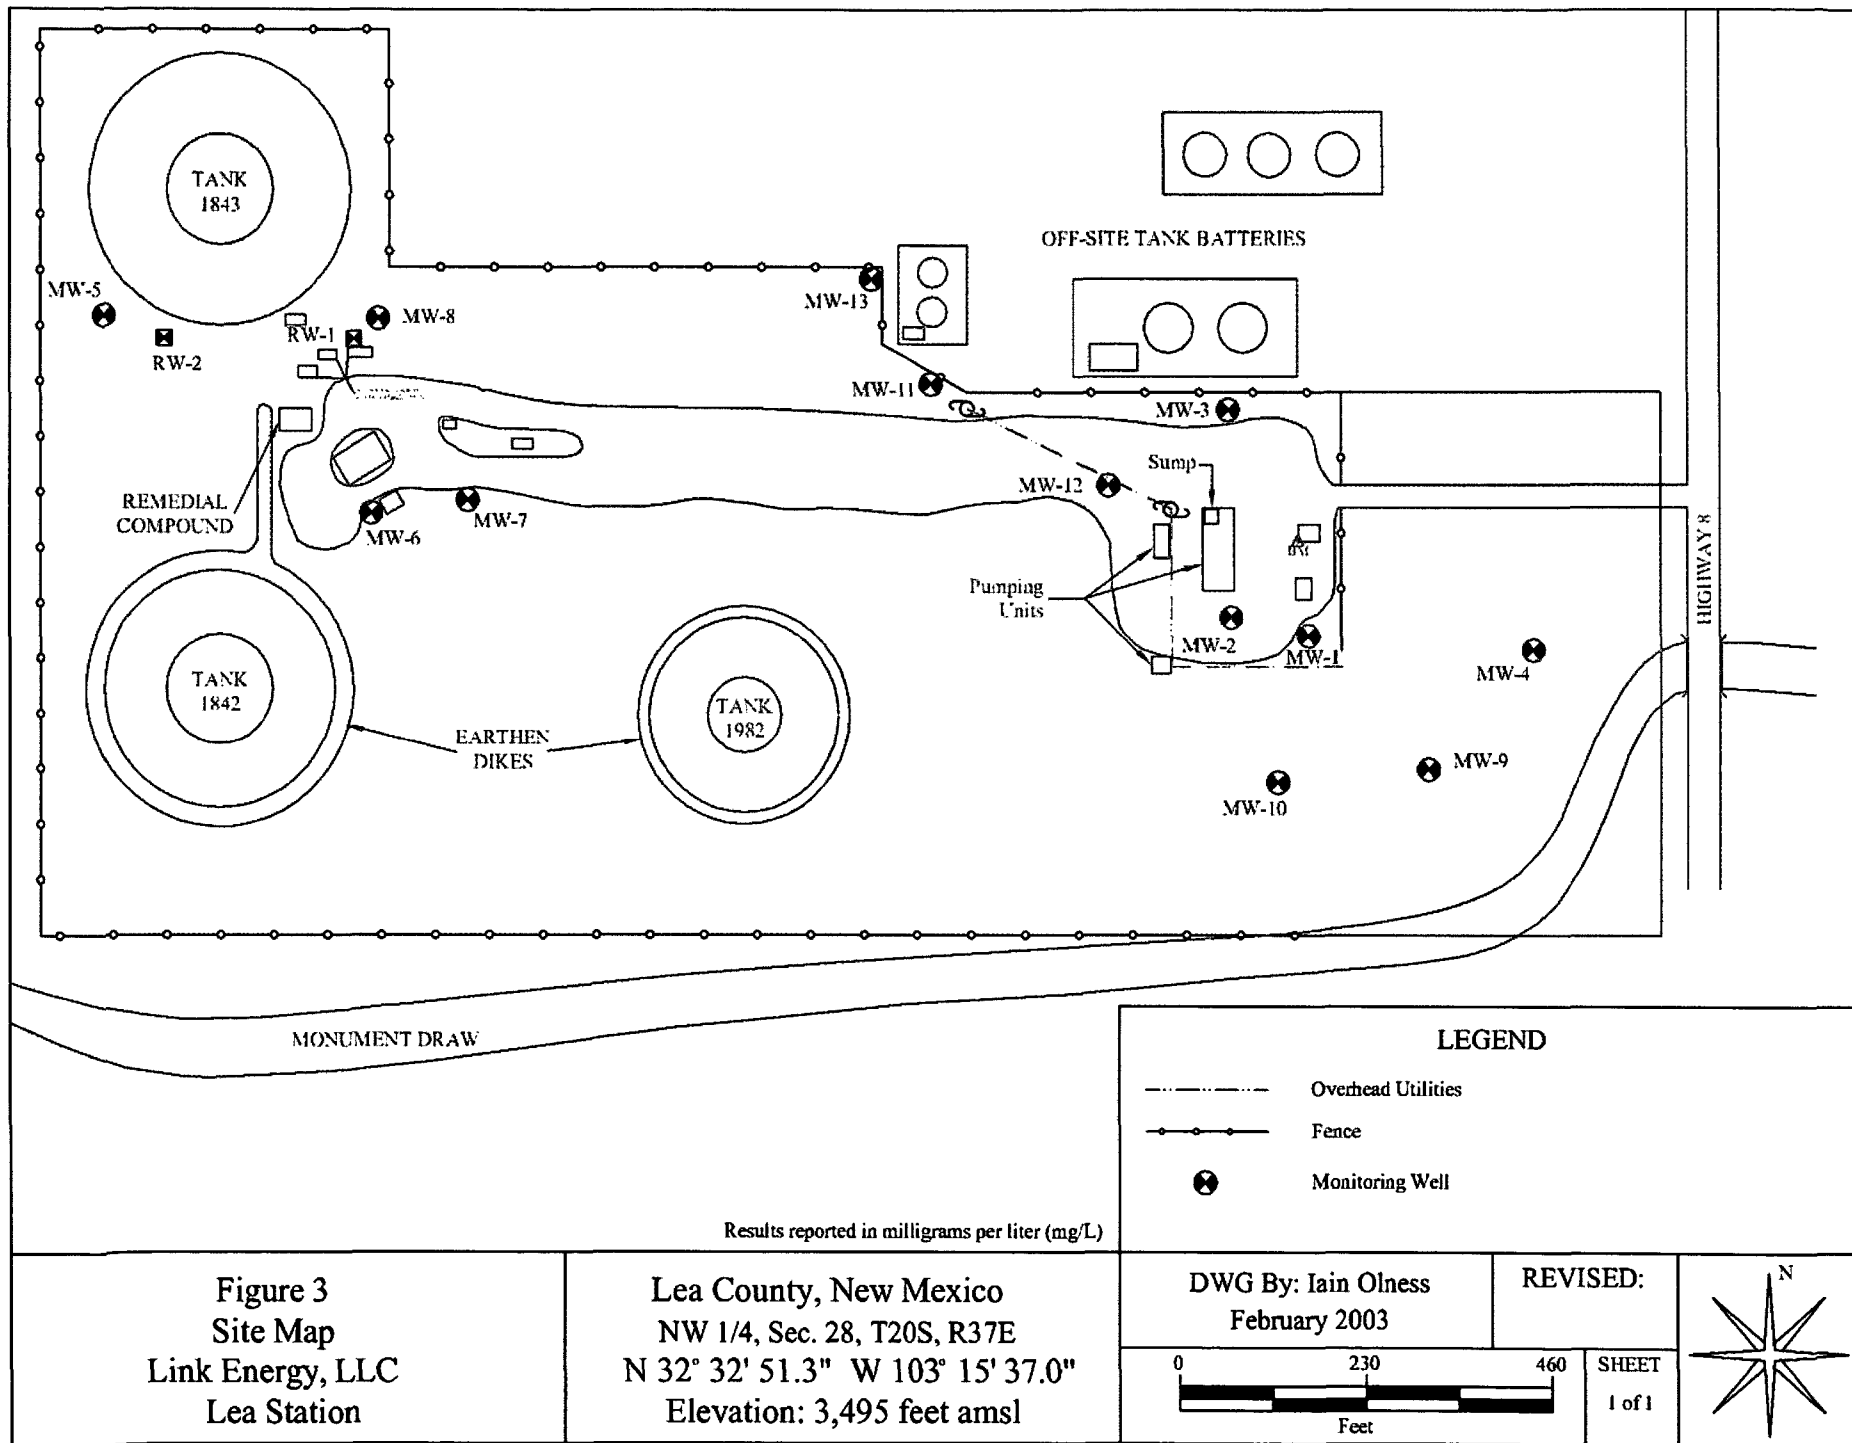 TANK
1843
OFF-SITE TANK BATTERIES
MW-5
MW-13
MW-8
RW-1
RW-2
MW-11
MW-3
Sump
MW-12
REMEDIAL
COMPOUND
MW-7
MW-6
HIGHWAY 8
Pumping
Units
MW-2
MW-1
MW-4
TANK
1842
TANK
1982
EARTHEN
DIKES
MW-9
MW-10
MONUMENT DRAW
LEGEND
Overhead Utilities
Fence
Monitoring Well
Results reported in milligrams per liter (mg/L)
Figure 3
Site Map
Link Energy, LLC
Lea Station
Lea County, New Mexico
NW 1/4, Sec. 28, T20S, R37E
N 32° 32' 51.3" W 103° 15' 37.0"
Elevation: 3,495 feet amsl
DWG By: Iain Olness
February 2003
REVISED:
0 230 460
Feet
SHEET
1 of 1
N